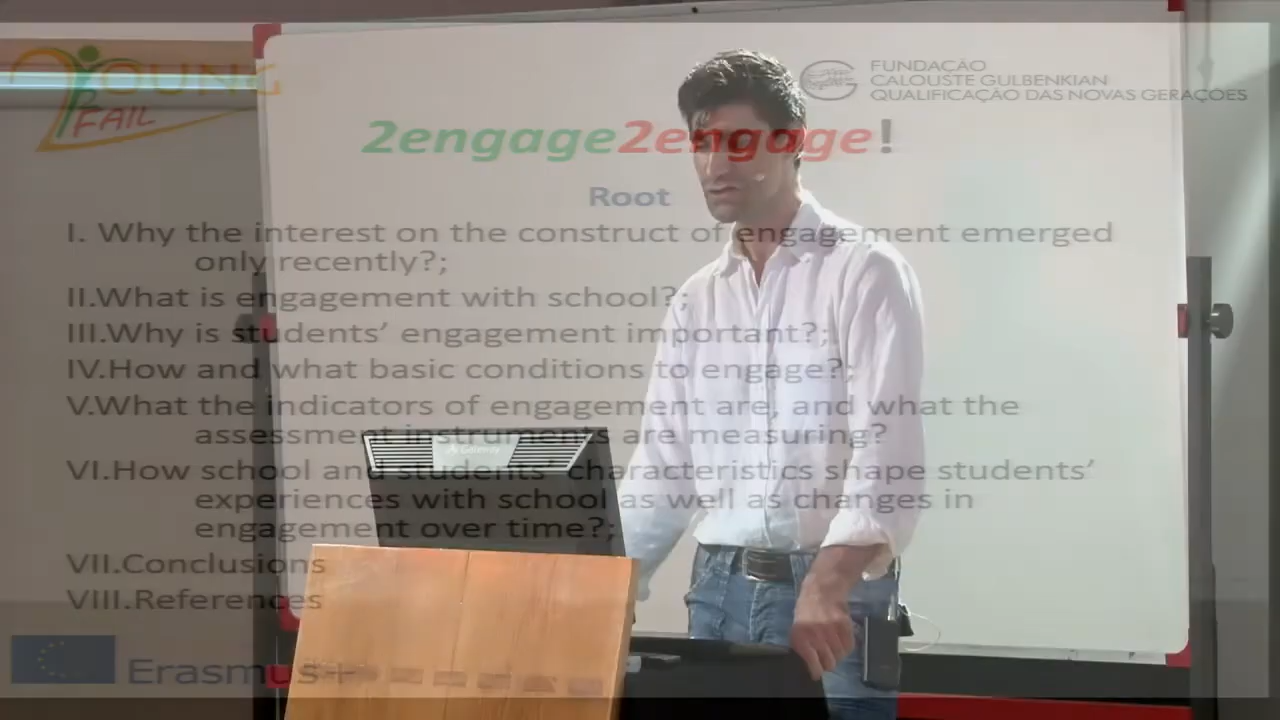 2YOUNG
FAIL
FUNDAÇÃO
CALOUSTE GULBENKIAN
QUALIFICAÇÃO DAS NOVAS GERAÇÕES
2engage2engage!
Root
I. Why the interest on the construct of engagement emerged
only recently?;
II.What is engagement with school?;
III.Why is students’ engagement important?;
IV.How and what basic conditions to engage?;
V.What the indicators of engagement are, and what the
assessment instruments are measuring?
VI.How school and students’ characteristics shape students’
experiences with school as well as changes in
engagement over time?;
VII.Conclusions
VIII.References
Gateway
Erasmus+